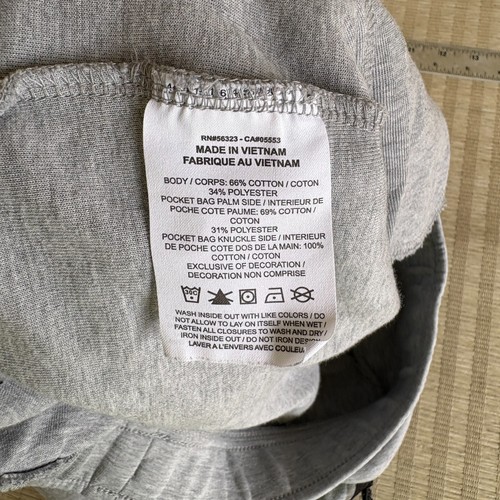 RN#56323 - CA#05553
MADE IN VIETNAM
FABRIQUE AU VIETNAM
BODY / CORPS: 66% COTTON / COTON
34% POLYESTER
POCKET BAG PALM SIDE / INTERIEUR DE
POCHE COTE PAUME: 69% COTTON /
COTON
31% POLYESTER
POCKET BAG KNUCKLE SIDE / INTERIEUR
DE POCHE COTE DOS DE LA MAIN: 100%
COTTON / COTON
EXCLUSIVE OF DECORATION /
DECORATION NON COMPRISE
30C
WASH INSIDE OUT WITH LIKE COLORS / DO
NOT ALLOW TO LAY ON ITSELF WHEN WET /
FASTEN ALL CLOSURES TO WASH AND DRY /
IRON INSIDE OUT / DO NOT IRON DESIGN
LAVER A L'ENVERS AVEC COULEU